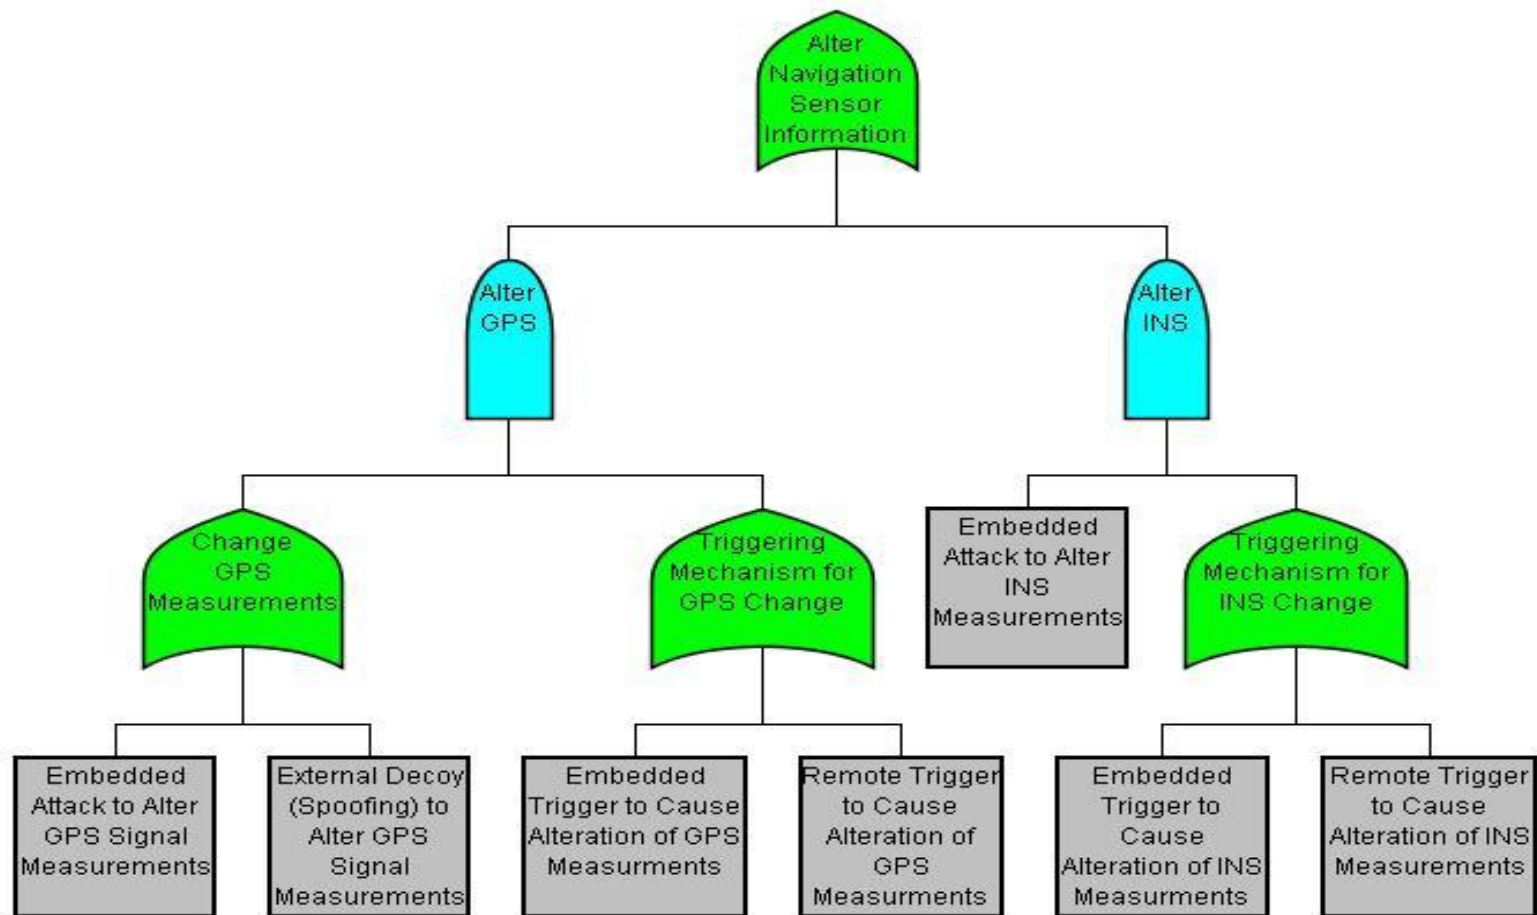 Alter
Navigation
Sensor
Information
Alter
GPS
Alter
INS
Change
GPS
Measurements
Triggering
Mechanism for
GPS Change
Embedded
Attack to Alter
INS
Measurements
Triggering
Mechanism for
INS Change
Embedded
Attack to Alter
GPS Signal
Measurements
External Decoy
(Spoofing) to
Alter GPS
Signal
Measurements
Embedded
Trigger to Cause
Alteration of GPS
Measurments
Remote Trigger
to Cause
Alteration of
GPS
Measurments
Embedded
Trigger to
Cause
Alteration of INS
Measurments
Remote Trigger
to Cause
Alteration of INS
Measurements